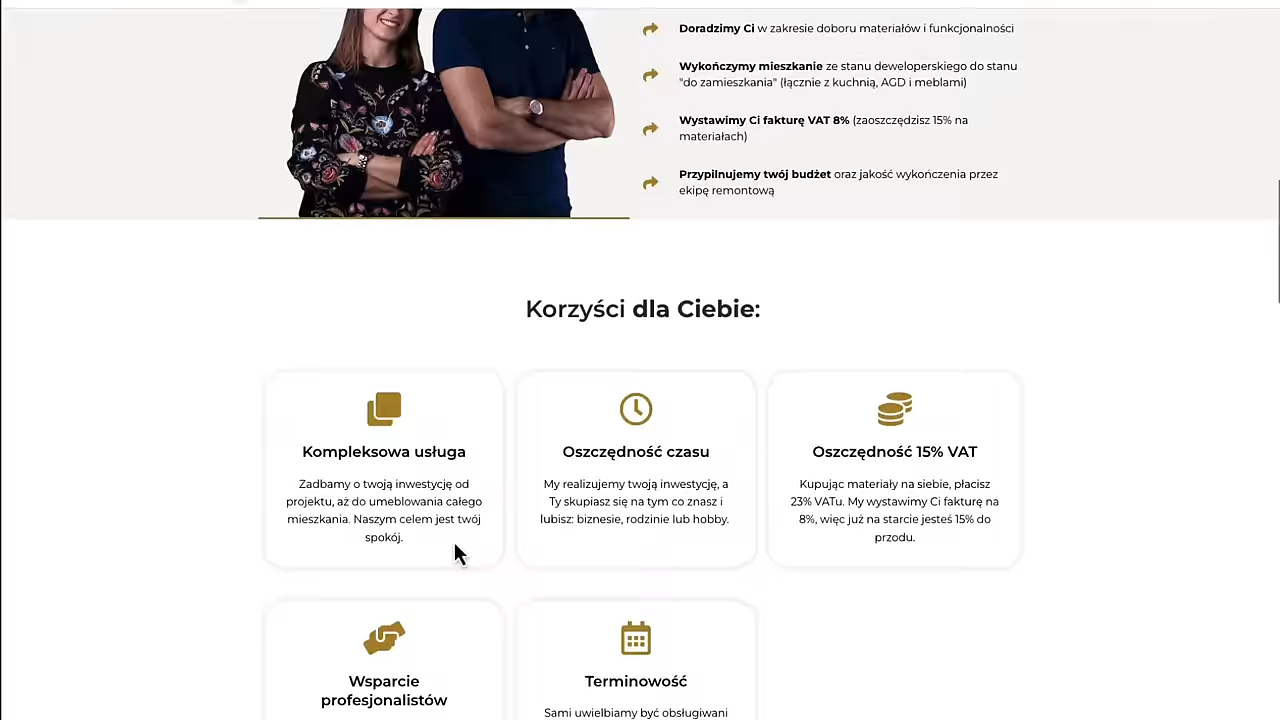 Doradzimy Ci w zakresie doboru materiałów i funkcjonalności
Wykończymy mieszkanie ze stanu deweloperskiego do stanu
"do zamieszkania" (łącznie z kuchnią, AGD i meblami)
Wystawimy Ci fakturę VAT 8% (zaoszczędzisz 15% na
materiałach)
Przypilnujemy twój budżet oraz jakość wykończenia przez
ekipę remontową
Korzyści dla Ciebie:
Kompleksowa usługa
Zadbamy o twoją inwestycję od
projektu, aż do umeblowania całego
mieszkania. Naszym celem jest twój
spokój.
Oszczędność czasu
My realizujemy twoją inwestycję, a
Ty skupiasz się na tym co znasz i
lubisz: biznesie, rodzinie lub hobby.
Oszczędność 15% VAT
Kupując materiały na siebie, płacisz
23% VATu. My wystawimy Ci fakturę na
8%, więc już na starcie jesteś 15% do
przodu.
Wsparcie
profesjonalistów
Terminowość
Sami uwielbiamy być obsługiwani